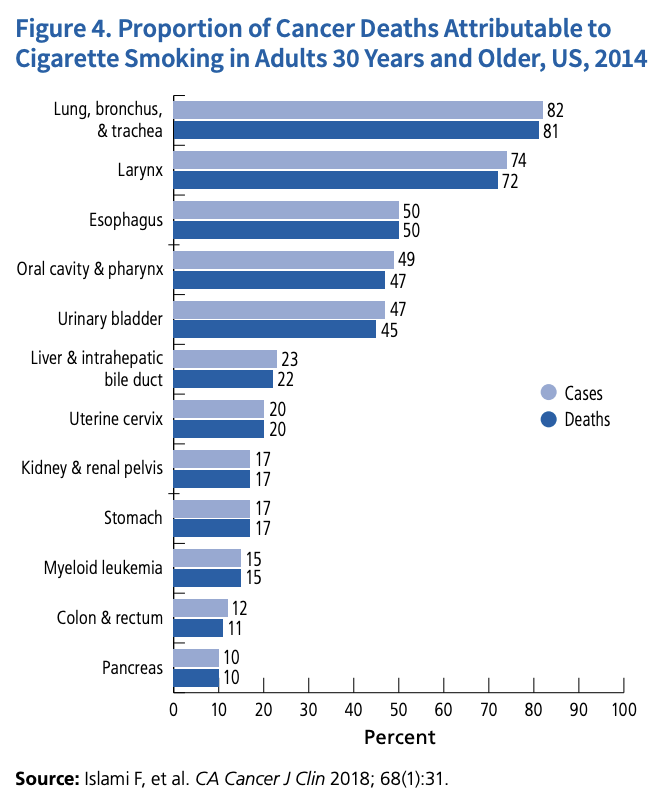 Figure 4. Proportion of Cancer Deaths Attributable to
Cigarette Smoking in Adults 30 Years and Older, US, 2014
Lung, bronchus,
& trachea
82
81
Larynx
74
72
Esophagus
50
50
Oral cavity & pharynx
49
47
Urinary bladder
47
45
Liver & intrahepatic
bile duct
23
22
Cases
Deaths
Uterine cervix
20
20
Kidney & renal pelvis
17
17
Stomach
17
17
Myeloid leukemia
15
15
Colon & rectum
12
11
Pancreas
10
10
0 10 20 30 40 50 60 70 80 90 100
Percent
Source: Islami F, et al. CA Cancer J Clin 2018; 68(1):31.